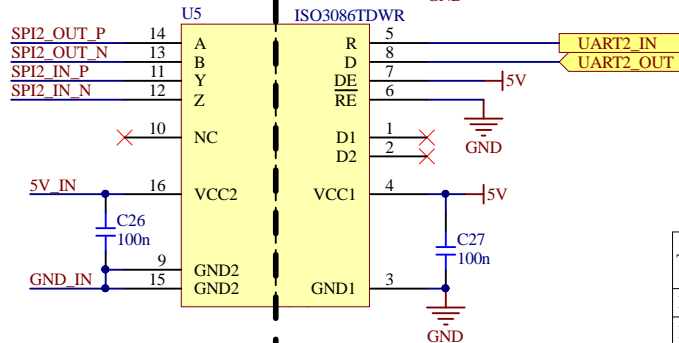 GND
U5
ISO3086TDWR
SPI2_OUT_P 14 A R 5 UART2_IN
SPI2_OUT_N 13 B D 8 UART2_OUT
SPI2_IN_P 11 Y DE 7 5V
SPI2_IN_N 12 Z RE 6
GND
10 NC D1 1
D2 2
5V_IN 16 VCC2 VCC1 4 5V
C26
100n
C27
100n
9 GND2
GND_IN 15 GND2 GND1 3
GND